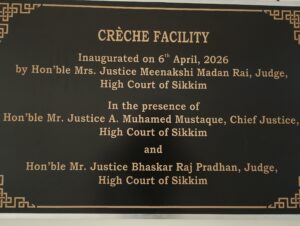 CRÈCHE FACILITY
Inaugurated on 6th April, 2026
by Hon'ble Mrs. Justice Meenakshi Madan Rai, Judge,
High Court of Sikkim
In the presence of
Hon'ble Mr. Justice A. Muhamed Mustaque, Chief Justice,
High Court of Sikkim
and
Hon'ble Mr. Justice Bhaskar Raj Pradhan, Judge,
High Court of Sikkim